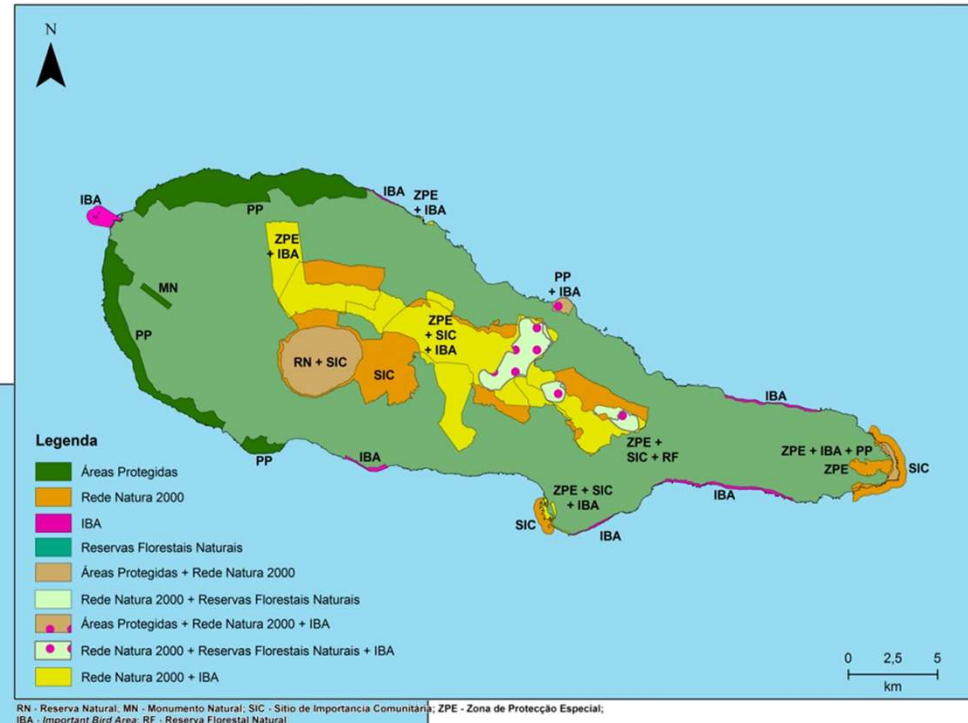 N
IBA
IBA
ZPE
+ IBA
PP
ZPE
+ IBA
MN
PP
+ IBA
PP
ZPE
+ SIC
+ IBA
RN + SIC
SIC
IBA
Legenda
PP
IBA
ZPE +
SIC + RF
ZPE + IBA + PP
ZPE
SIC
ZPE + SIC
+ IBA
IBA
SIC
IBA
Áreas Protegidas
Rede Natura 2000
IBA
Reservas Florestais Naturais
Áreas Protegidas + Rede Natura 2000
Rede Natura 2000 + Reservas Florestais Naturais
Áreas Protegidas + Rede Natura 2000 + IBA
Rede Natura 2000 + Reservas Florestais Naturais + IBA
Rede Natura 2000 + IBA
0 2,5 5
km
RN - Reserva Natural; MN - Monumento Natural; SIC - Sítio de Importancia Comunitária; ZPE - Zona de Protecção Especial;
IBA - Important Bird Area; RF - Reserva Florestal Natural